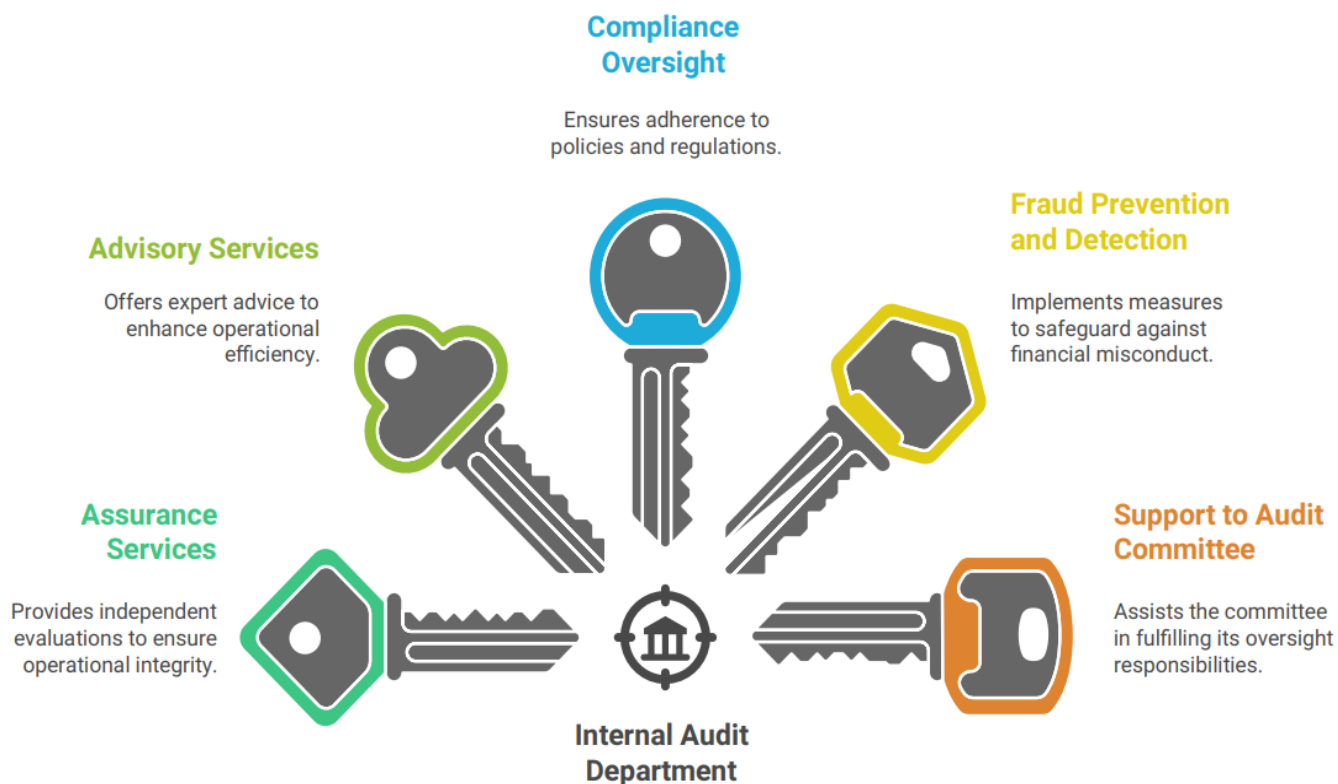 Compliance
Oversight
Ensures adherence to
policies and regulations.
Fraud Prevention
and Detection
Implements measures
to safeguard against
financial misconduct.
Advisory Services
Offers expert advice to
enhance operational
efficiency.
Assurance
Services
Provides independent
evaluations to ensure
operational integrity.
Support to Audit
Committee
Assists the committee
in fulfilling its oversight
responsibilities.
Internal Audit
Department